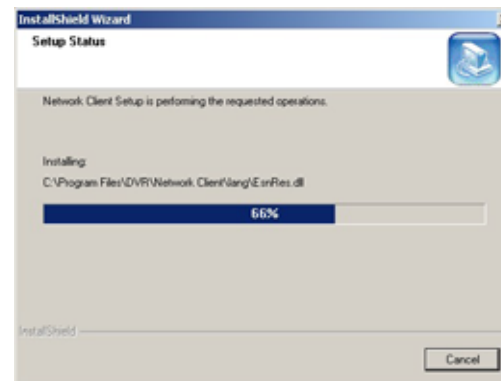 InstallShield Wizard
Setup Status
Network Client Setup is performing the requested operations.
Installing:
C:\Program Files\DVR\Network Client\lang\EsnRes.dll
66%
InstallShield
Cancel